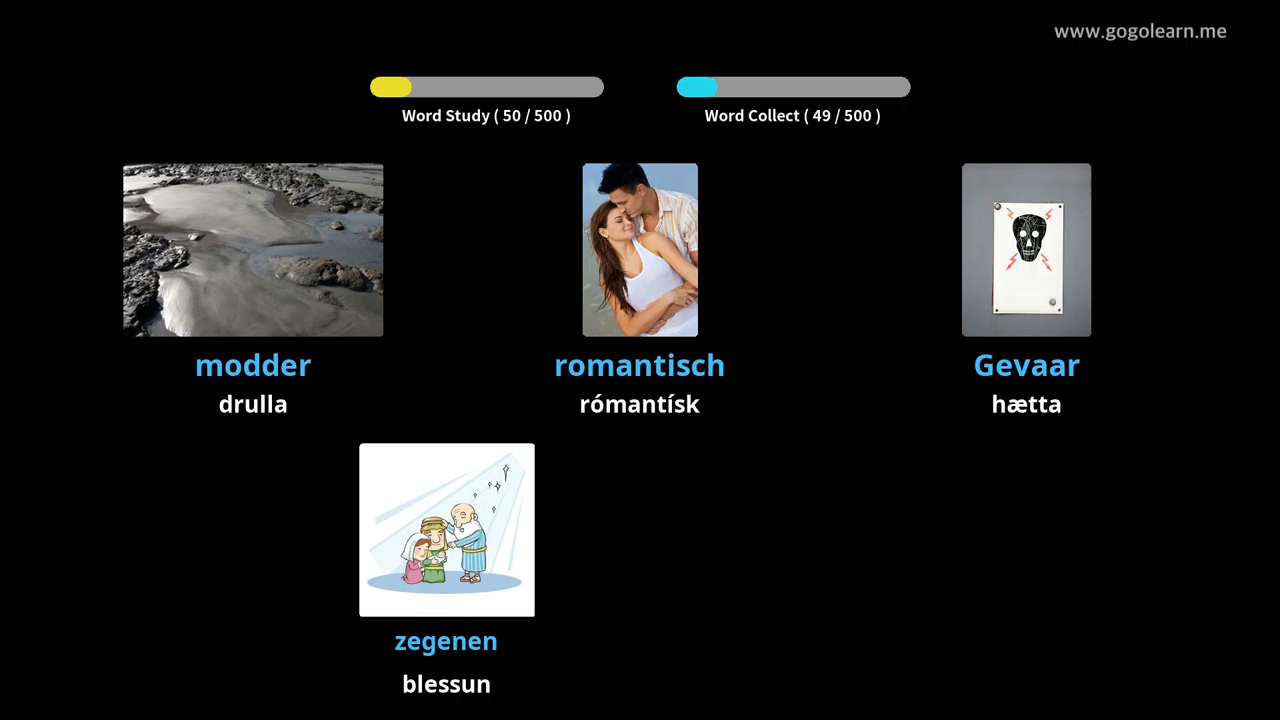 www.gogolearn.me
Word Study ( 50 / 500 )
Word Collect ( 49 / 500 )
modder
romantisch
Gevaar
drulla
rómantísk
hætta
zegenen
blessun